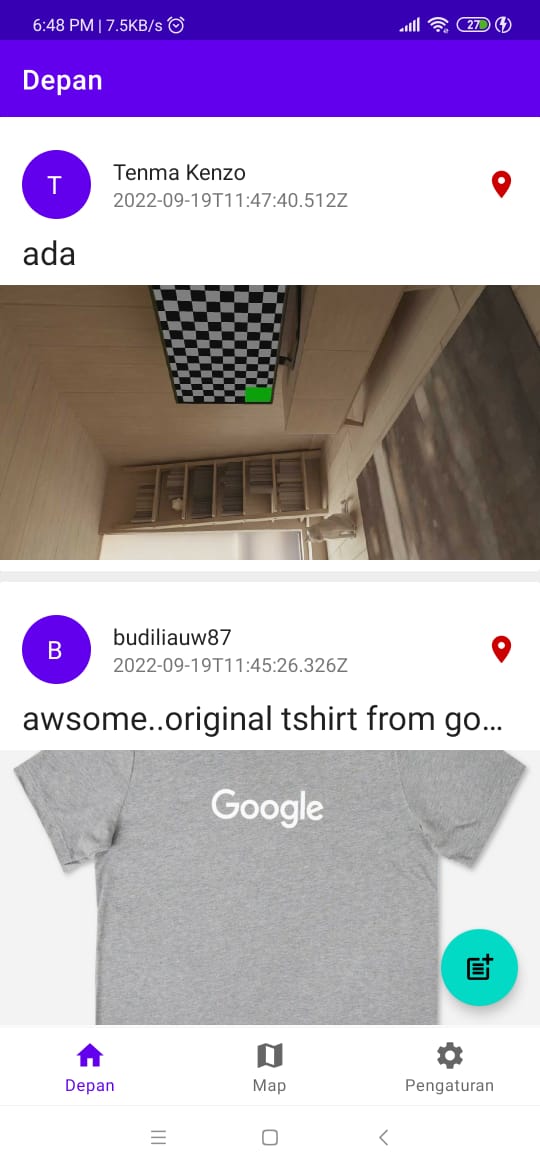 6:48 PM | 7.5KB/s
27
Depan
T
Tenma Kenzo
2022-09-19T11:47:40.512Z
ada
B
budiliauw87
2022-09-19T11:45:26.326Z
awsome..original tshirt from go...
Google
Depan
Map
Pengaturan